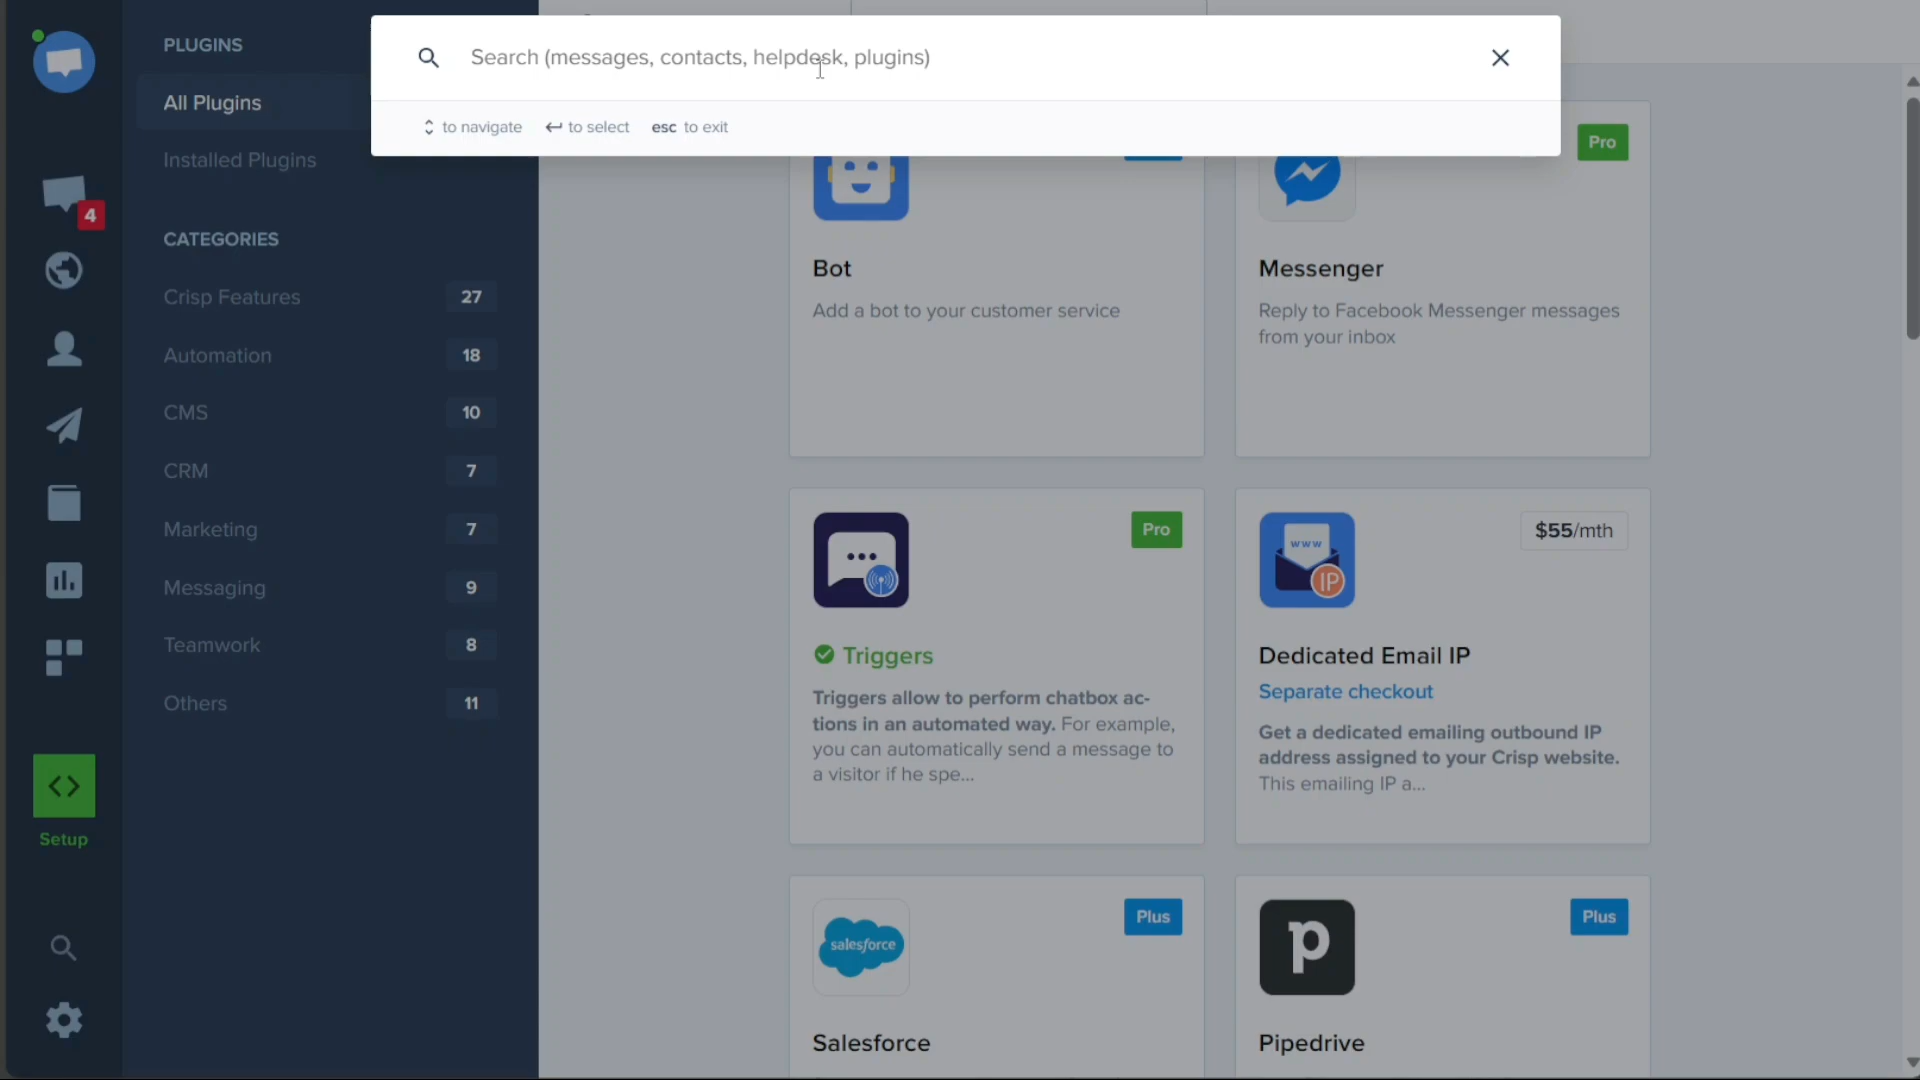 Search (messages, contacts, helpdesk, plugins)
to navigate to select esc to exit
PLUGINS
All Plugins
Installed Plugins
CATEGORIES
Crisp Features 27
Automation 18
CMS 10
CRM 7
Marketing 7
Messaging 9
Teamwork 8
Others 11
4
Setup
Bot
Add a bot to your customer service
Pro
Messenger
Reply to Facebook Messenger messages
from your inbox
Pro
Triggers
Triggers allow to perform chatbox ac-
tions in an automated way. For example,
you can automatically send a message to
a visitor if he spe...
www
IP
$55/mth
Dedicated Email IP
Separate checkout
Get a dedicated emailing outbound IP
address assigned to your Crisp website.
This emailing IP a...
salesforce
Plus
Salesforce
p
Plus
Pipedrive